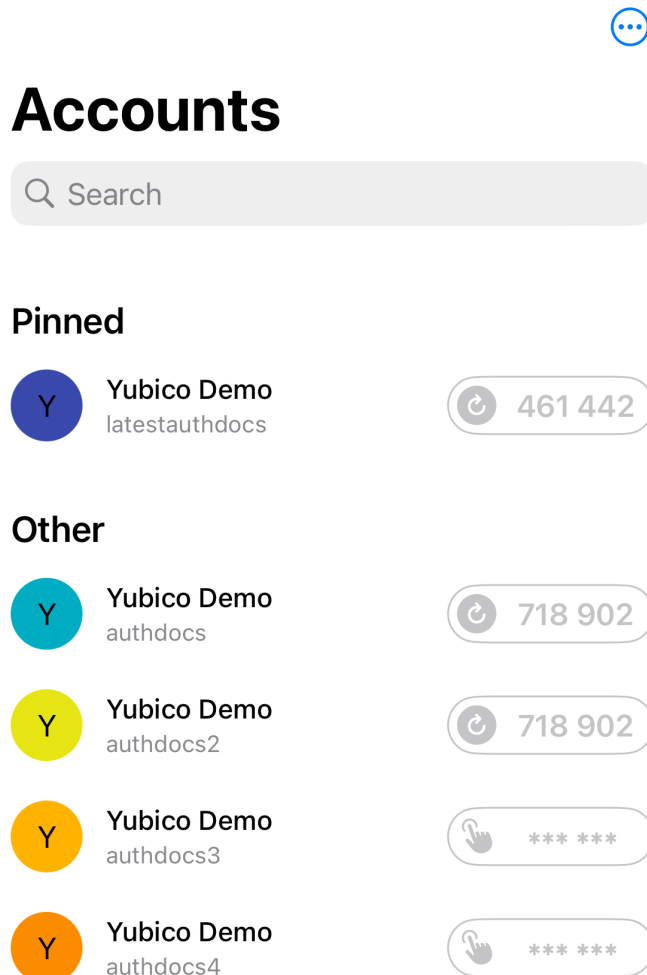 Accounts
Search
Pinned
Y
Yubico Demo
latestauthdocs
461 442
Other
Y
Yubico Demo
authdocs
718 902
Y
Yubico Demo
authdocs2
718 902
Y
Yubico Demo
authdocs3
*** ***
Y
Yubico Demo
authdocs4
*** ***